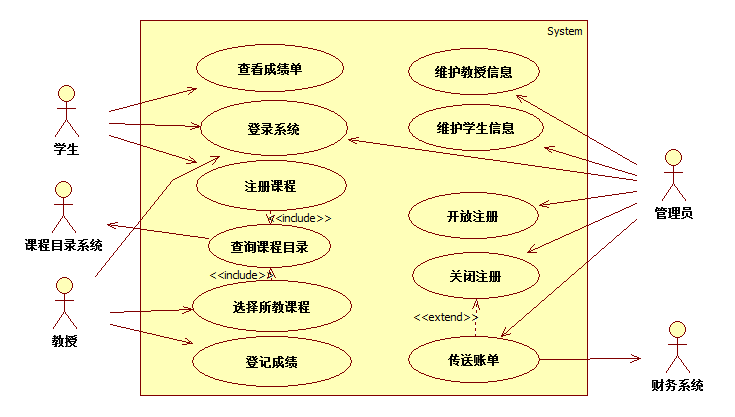 System
查看成绩单
维护教授信息
登录系统
维护学生信息
学生
注册课程
管理员
<<include>>
开放注册
课程目录系统
查询课程目录
<<include>
关闭注册
选择所教课程
<<extend>>
教授
登记成绩
传送账单
财务系统